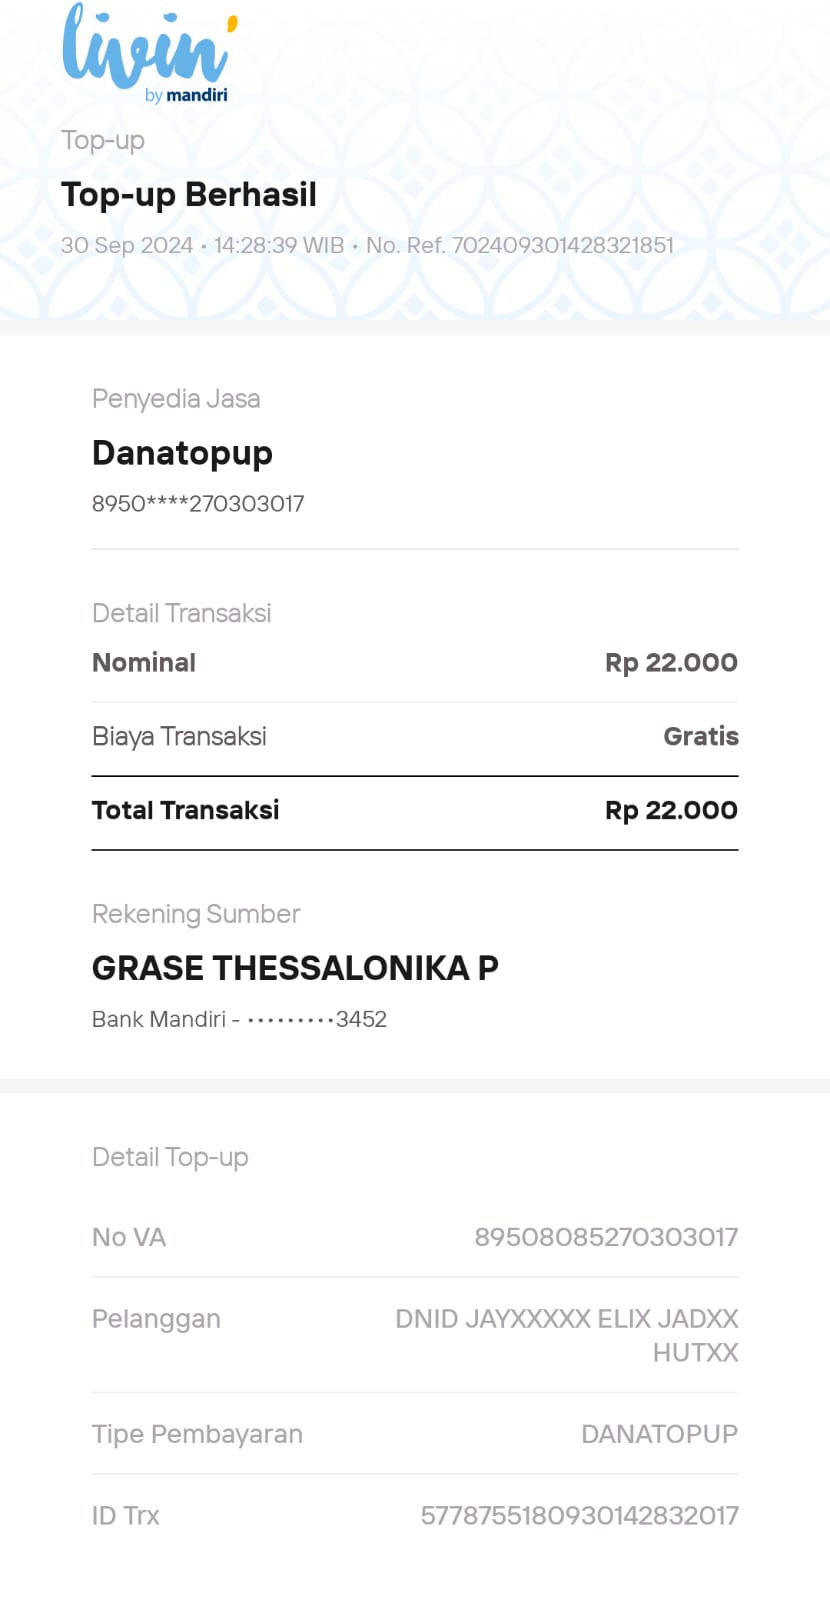 livin'
by mandiri
Top-up
Top-up Berhasil
30 Sep 2024 • 14:28:39 WIB • No. Ref. 702409301428321851
Penyedia Jasa
Danatopup
8950****270303017
Detail Transaksi
Nominal Rp 22.000
Biaya Transaksi Gratis
Total Transaksi Rp 22.000
Rekening Sumber
GRASE THESSALONIKA P
Bank Mandiri - •••••••••3452
Detail Top-up
No VA 89508085270303017
Pelanggan DNID JAYXXXXX ELIX JADXX
HUTXX
Tipe Pembayaran DANATOPUP
ID Trx 5778755180930142832017